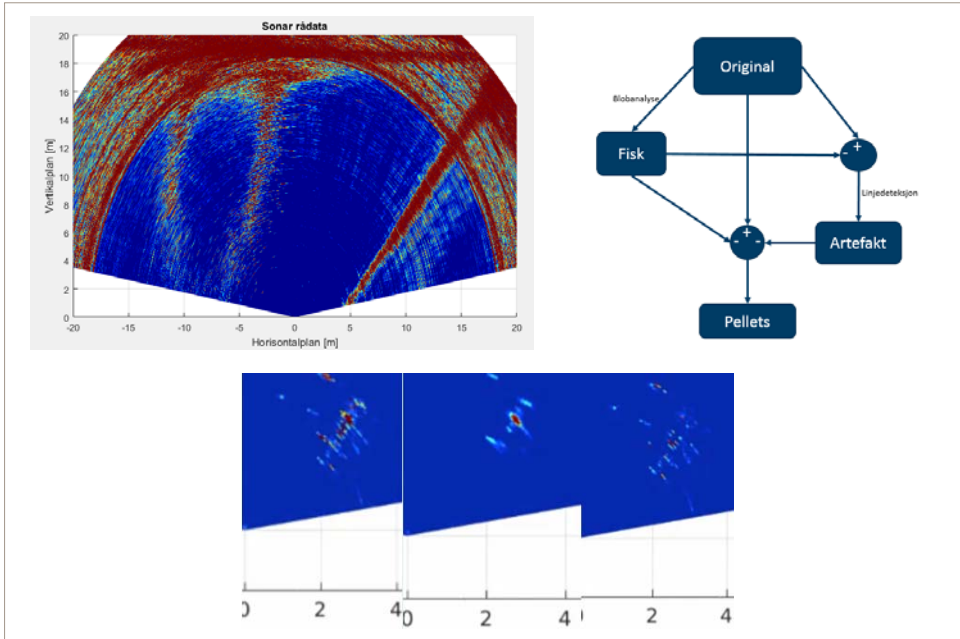 Sonar rådata
Vertikalplan [m]
20
18
16
14
12
10
8
6
4
2
0
-20 -15 -10 -5 0 5 10 15 20
Horisontalplan [m]
Original
Blobanalyse
Fisk
- +
Linjedeteksjon
+
- -
Artefakt
Pellets
0 2 4
0 2 4
0 2 4